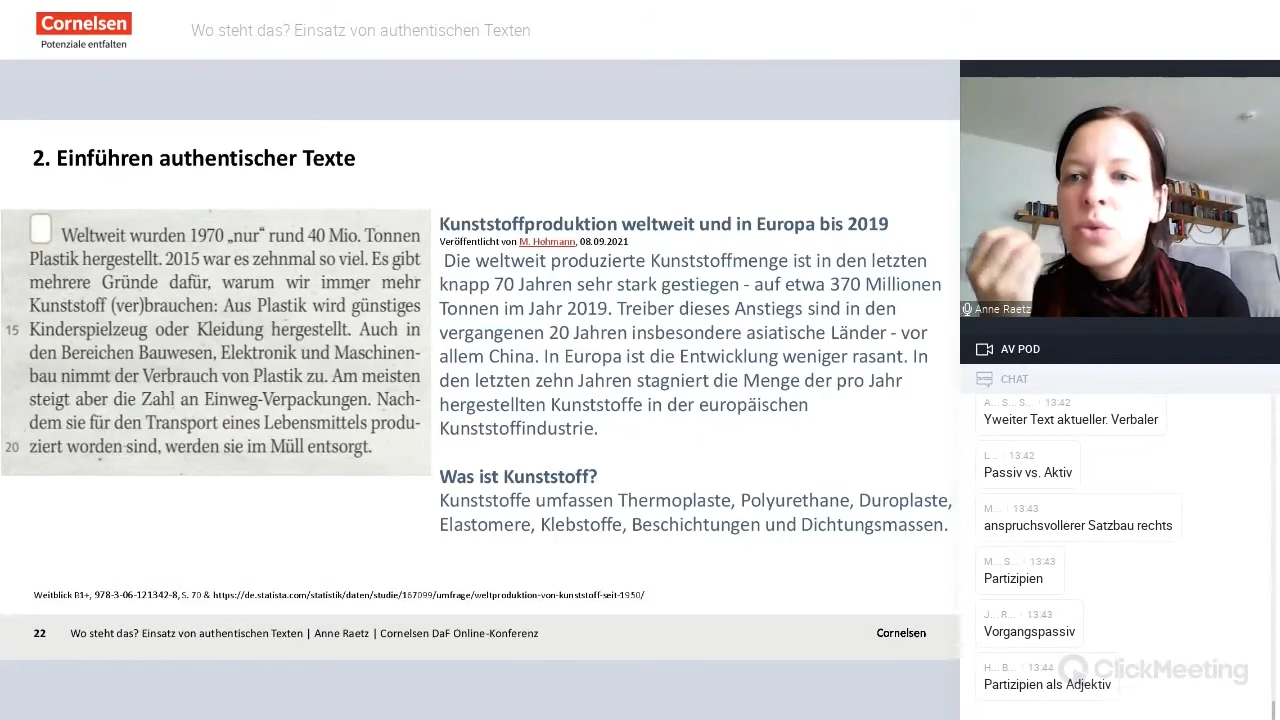 Cornelsen
Potenziale entfalten
Wo steht das? Einsatz von authentischen Texten
2. Einführen authentischer Texte
Weltweit wurden 1970 „nur“ rund 40 Mio. Tonnen
Plastik hergestellt. 2015 war es zehnmal so viel. Es gibt
mehrere Gründe dafür, warum wir immer mehr
Kunststoff (ver)brauchen: Aus Plastik wird günstiges
15 Kinderspielzeug oder Kleidung hergestellt. Auch in
den Bereichen Bauwesen, Elektronik und Maschinen-
bau nimmt der Verbrauch von Plastik zu. Am meisten
steigt aber die Zahl an Einweg-Verpackungen. Nach-
dem sie für den Transport eines Lebensmittels produ-
20 ziert worden sind, werden sie im Müll entsorgt.
Kunststoffproduktion weltweit und in Europa bis 2019
Veröffentlicht von M. Hohmann, 08.09.2021
Die weltweit produzierte Kunststoffmenge ist in den letzten
knapp 70 Jahren sehr stark gestiegen - auf etwa 370 Millionen
Tonnen im Jahr 2019. Treiber dieses Anstiegs sind in den
vergangenen 20 Jahren insbesondere asiatische Länder - vor
allem China. In Europa ist die Entwicklung weniger rasant. In
den letzten zehn Jahren stagniert die Menge der pro Jahr
hergestellten Kunststoffe in der europäischen
Kunststoffindustrie.
Was ist Kunststoff?
Kunststoffe umfassen Thermoplaste, Polyurethane, Duroplaste,
Elastomere, Klebstoffe, Beschichtungen und Dichtungsmassen.
Weitblick B1+, 978-3-06-121342-8, S. 70 & https://de.statista.com/statistik/daten/studie/167099/umfrage/weltproduktion-von-kunststoff-seit-1950/
22 Wo steht das? Einsatz von authentischen Texten | Anne Raetz | Cornelsen DaF Online-Konferenz
Cornelsen
Anne Raetz
AV POD
CHAT
A... S... S... · 13:42
Yweiter Text aktueller. Verbaler
L... · 13:42
Passiv vs. Aktiv
M... · 13:43
anspruchsvollerer Satzbau rechts
M... S... · 13:43
Partizipien
J... R... · 13:43
Vorgangspassiv
H... B... · 13:44
Partizipien als Adjektiv
ClickMeeting